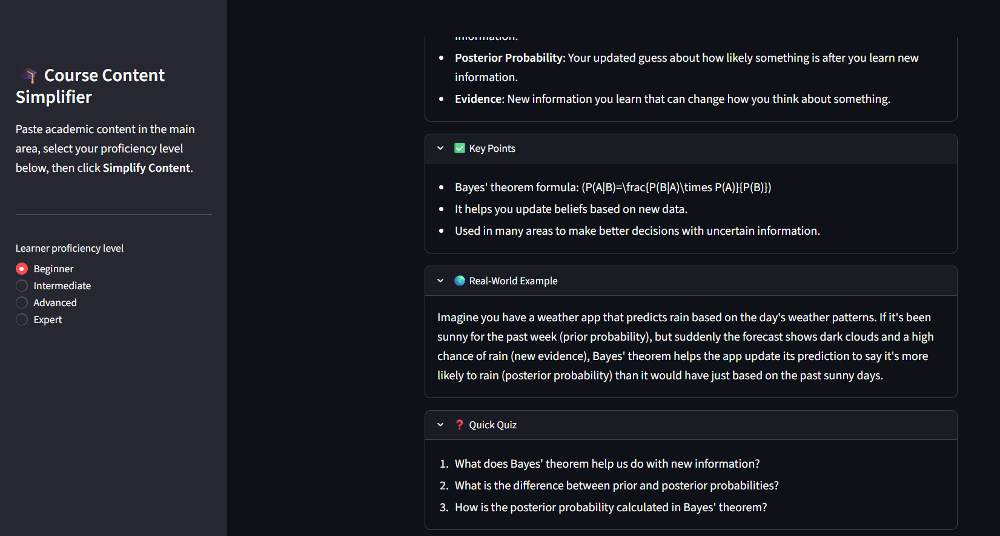 Course Content
Simplifier
Paste academic content in the main
area, select your proficiency level
below, then click Simplify Content.
Learner proficiency level
Beginner
Intermediate
Advanced
Expert
information.
Posterior Probability: Your updated guess about how likely something is after you learn new
information.
Evidence: New information you learn that can change how you think about something.
Key Points
Bayes' theorem formula: (P(A|B)=\frac{P(B|A)\times P(A)}{P(B)})
It helps you update beliefs based on new data.
Used in many areas to make better decisions with uncertain information.
Real-World Example
Imagine you have a weather app that predicts rain based on the day's weather patterns. If it's been
sunny for the past week (prior probability), but suddenly the forecast shows dark clouds and a high
chance of rain (new evidence), Bayes' theorem helps the app update its prediction to say it's more
likely to rain (posterior probability) than it would have just based on the past sunny days.
Quick Quiz
1. What does Bayes' theorem help us do with new information?
2. What is the difference between prior and posterior probabilities?
3. How is the posterior probability calculated in Bayes' theorem?